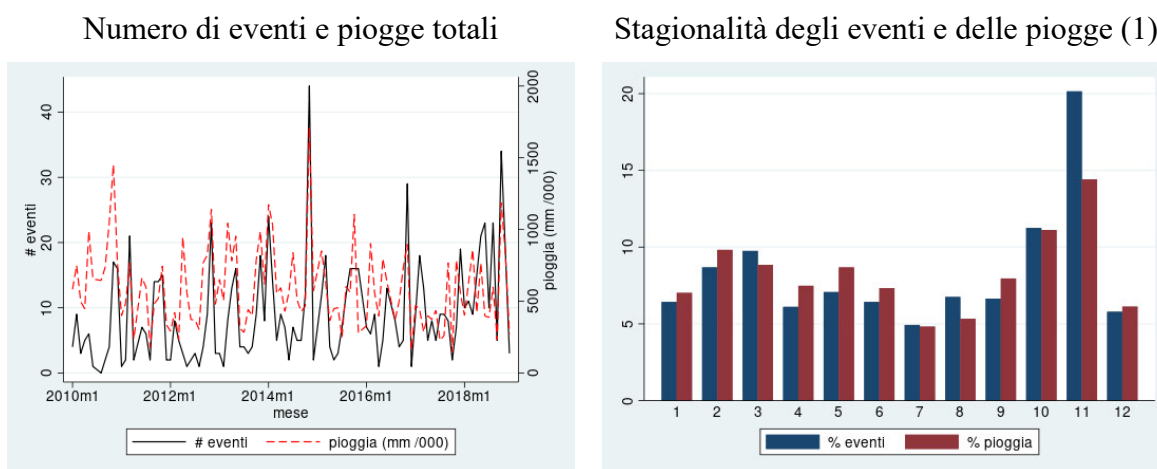 Numero di eventi e piogge totali
# eventi
0 10 20 30 40
pioggia (mm /000)
0 500 1000 1500 2000
2010m1 2012m1 2014m1 2016m1 2018m1
mese
# eventi pioggia (mm /000)
Stagionalità degli eventi e delle piogge (1)
0 5 10 15 20
1 2 3 4 5 6 7 8 9 10 11 12
% eventi % pioggia